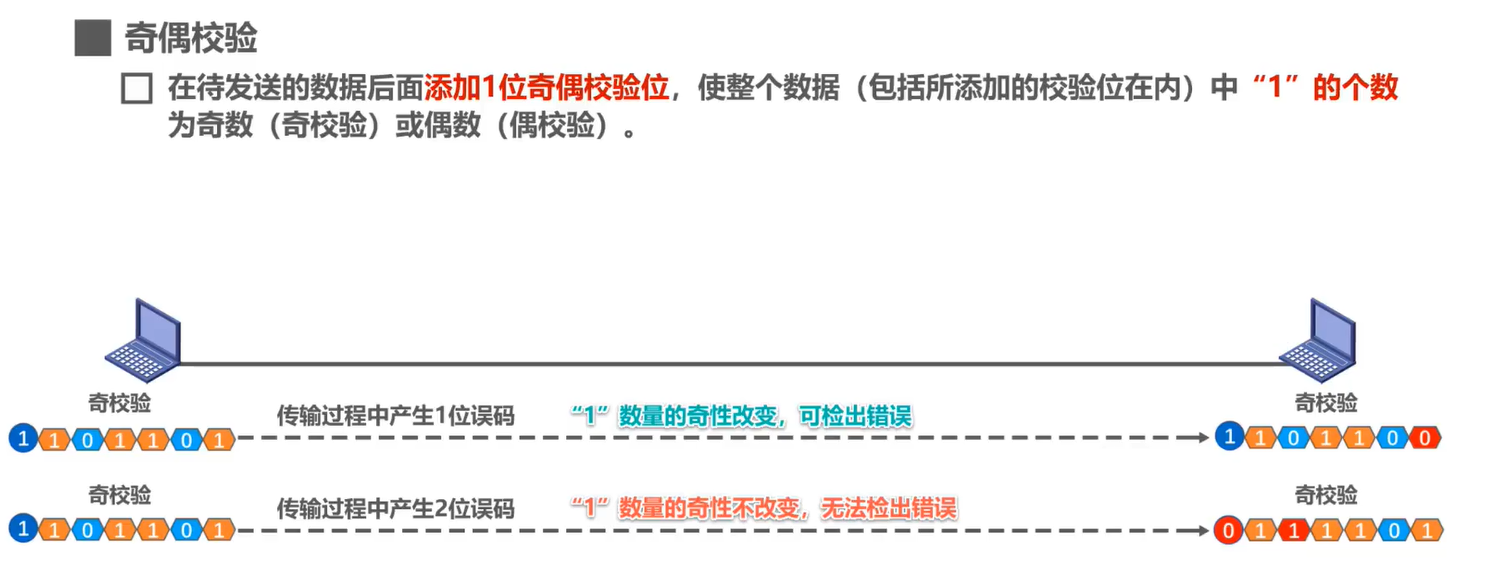 奇偶校验
在待发送的数据后面添加1位奇偶校验位，使整个数据（包括所添加的校验位在内）中“1”的个数
为奇数（奇校验）或偶数（偶校验）。
奇校验
奇校验
传输过程中产生1位误码 “1”数量的奇性改变，可检出错误
1 1 0 1 1 0 1
1 1 0 1 1 0 0
奇校验
奇校验
传输过程中产生2位误码 “1”数量的奇性不改变，无法检出错误
1 1 0 1 1 0 1
0 1 1 1 1 0 1